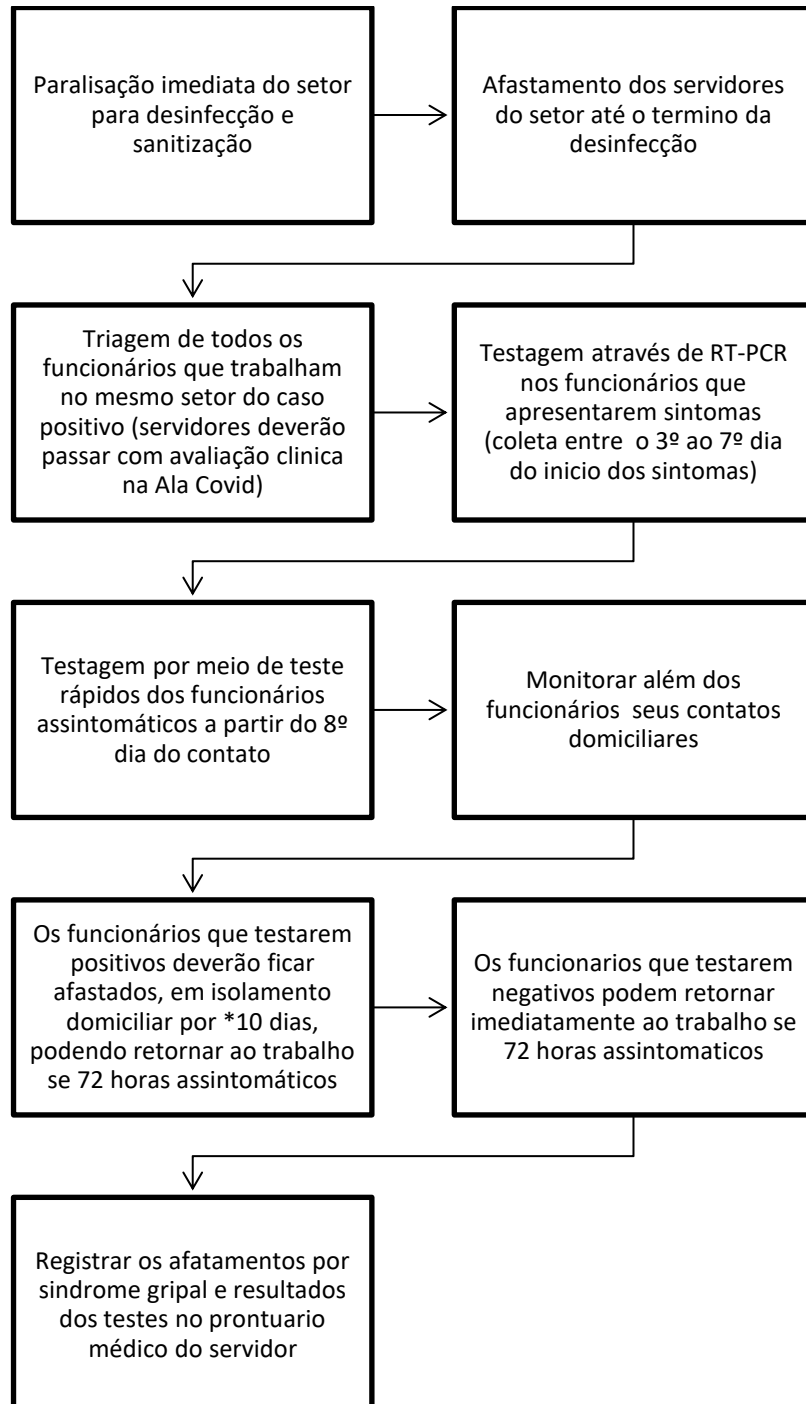 Paralisação imediata do setor
para desinfecção e
sanitização
Afastamento dos servidores
do setor até o termino da
desinfecção
Triagem de todos os
funcionários que trabalham
no mesmo setor do caso
positivo (servidores deverão
passar com avaliação clinica
na Ala Covid)
Testagem através de RT-PCR
nos funcionários que
apresentarem sintomas
(coleta entre o 3º ao 7º dia
do inicio dos sintomas)
Testagem por meio de teste
rápidos dos funcionários
assintomáticos a partir do 8º
dia do contato
Monitorar além dos
funcionários seus contatos
domiciliares
Os funcionários que testarem
positivos deverão ficar
afastados, em isolamento
domiciliar por *10 dias,
podendo retornar ao trabalho
se 72 horas assintomáticos
Os funcionarios que testarem
negativos podem retornar
imediatamente ao trabalho se
72 horas assintomaticos
Registrar os afatamentos por
sindrome gripal e resultados
dos testes no prontuario
médico do servidor